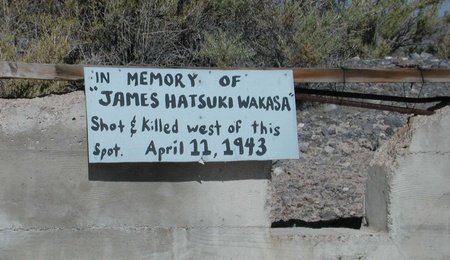 IN MEMORY OF
"JAMES HATSUKI WAKASA"
Shot & Killed west of this
Spot. April 11, 1943